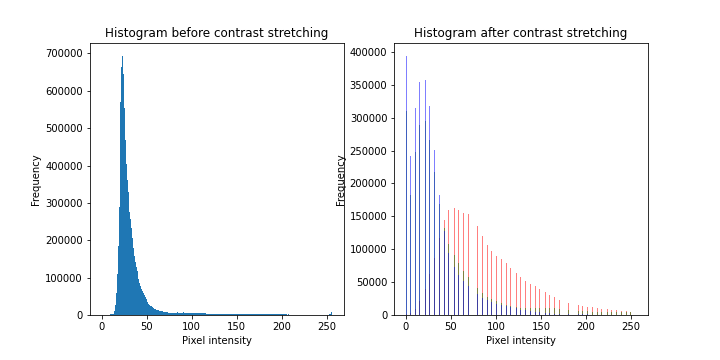 Histogram before contrast stretching
700000
600000
500000
400000
300000
200000
100000
0
Frequency
0 50 100 150 200 250
Pixel intensity
Histogram after contrast stretching
400000
350000
300000
250000
200000
150000
100000
50000
0
Frequency
0 50 100 150 200 250
Pixel intensity